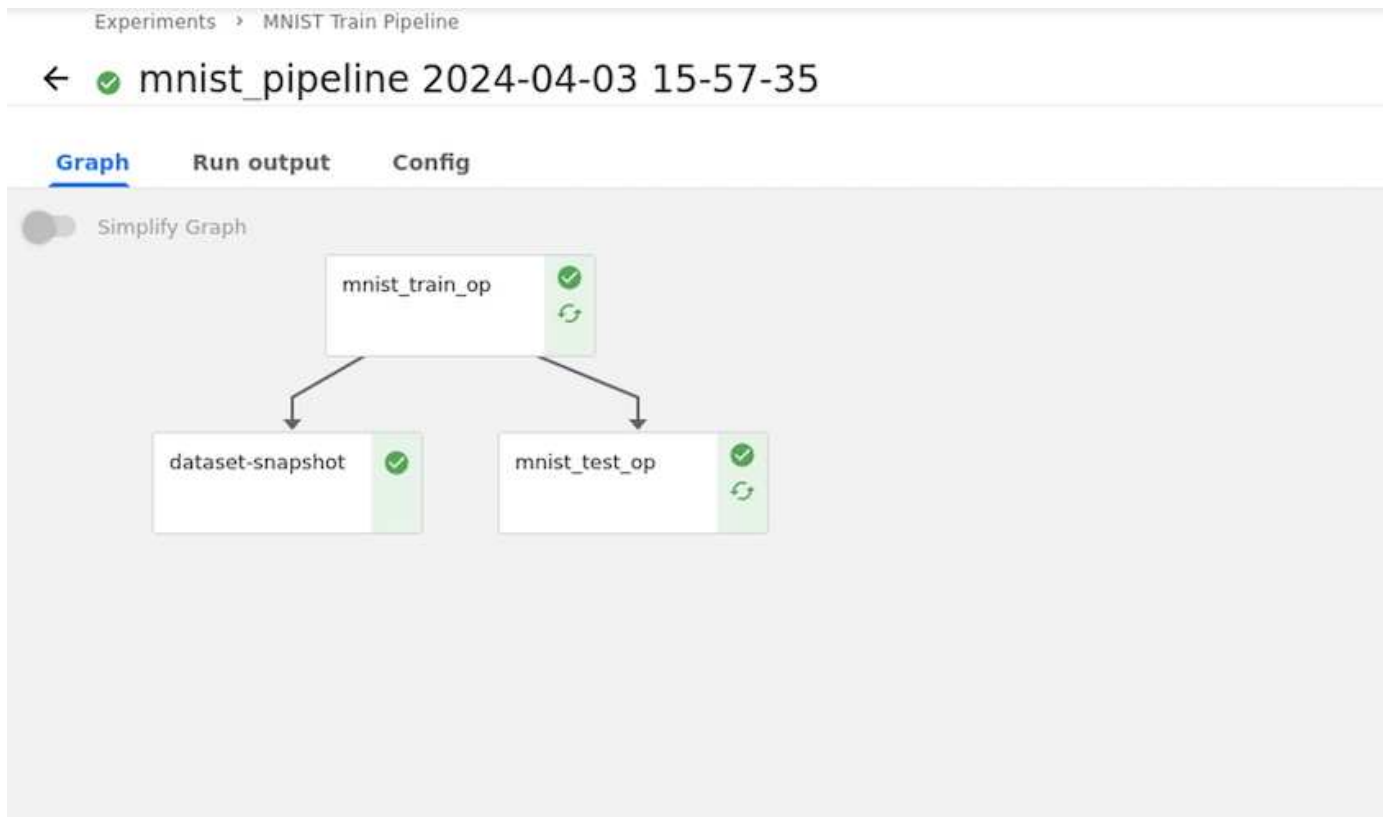 Experiments > MNIST Train Pipeline
mnist_pipeline 2024-04-03 15-57-35
Graph Run output Config
Simplify Graph
mnist_train_op
dataset-snapshot mnist_test_op